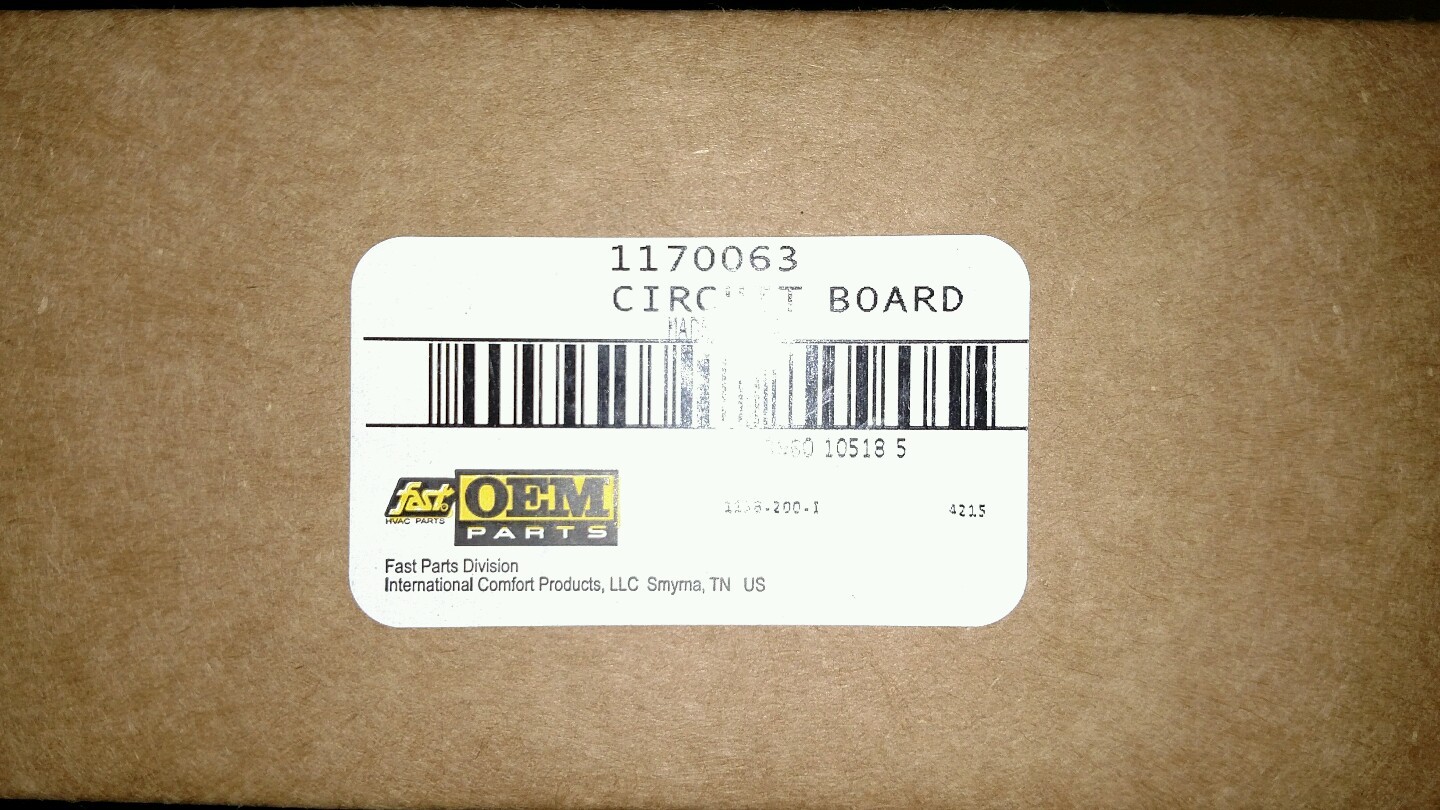 1170063
CIRCUIT BOARD
10518 5
fast.
HVAC PARTS
OEM
PARTS
4215
Fast Parts Division
International Comfort Products, LLC Smyrna, TN US